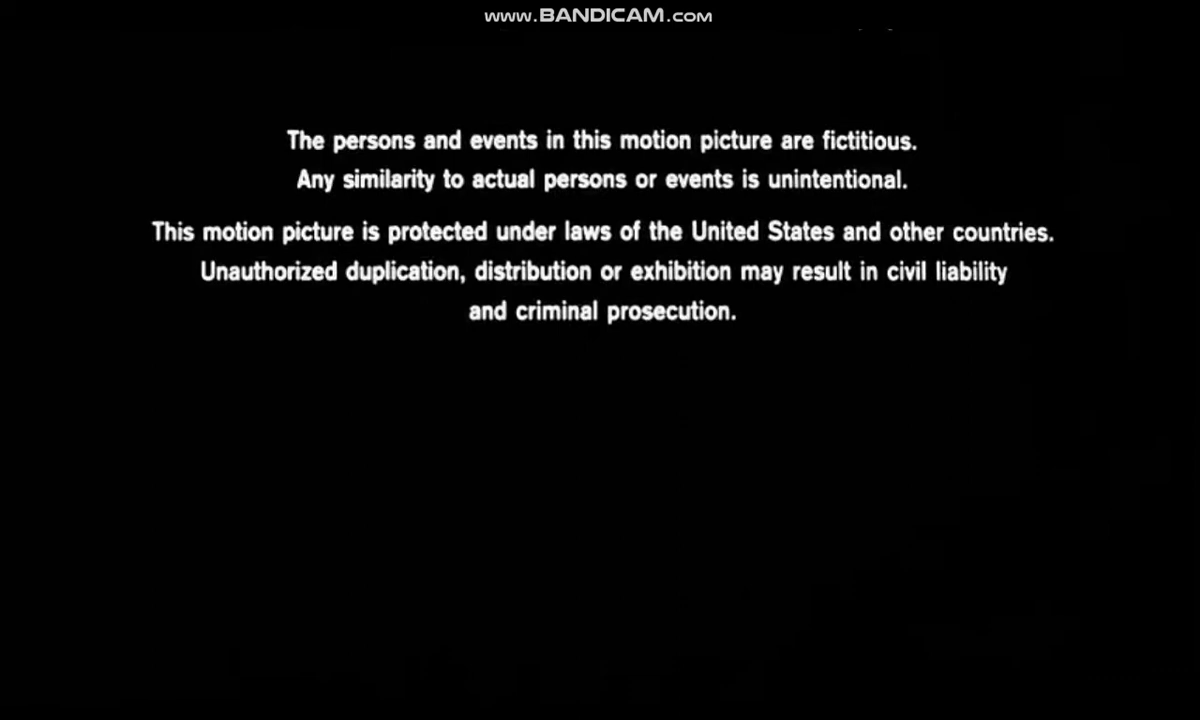 www.BANDICAM.com
The persons and events in this motion picture are fictitious.
Any similarity to actual persons or events is unintentional.
This motion picture is protected under laws of the United States and other countries.
Unauthorized duplication, distribution or exhibition may result in civil liability
and criminal prosecution.